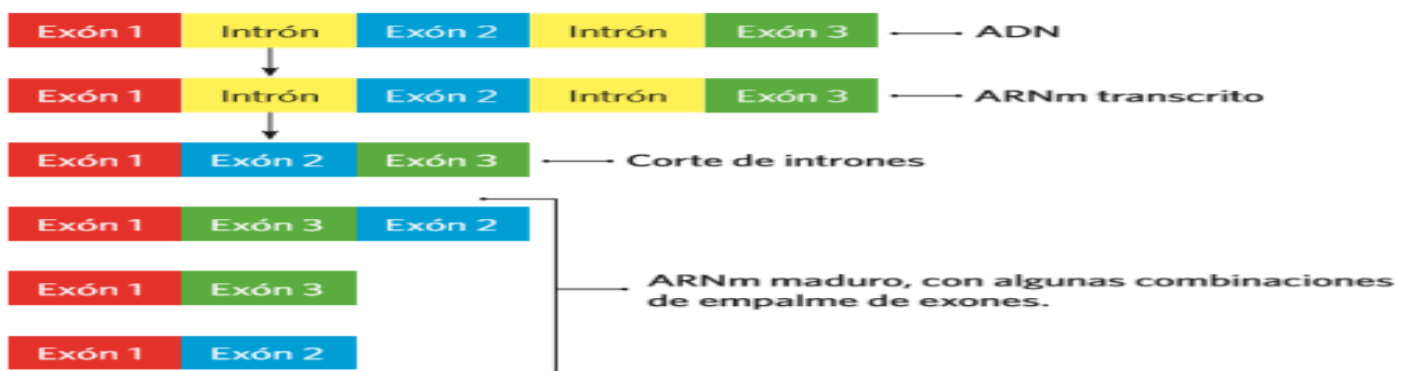 Exón 1 Intrón Exón 2 Intrón Exón 3 ADN
Exón 1 Intrón Exón 2 Intrón Exón 3 ARNm transcrito
Exón 1 Exón 2 Exón 3 Corte de intrones
Exón 1 Exón 3 Exón 2
Exón 1 Exón 3
ARNm maduro, con algunas combinaciones
de empalme de exones.
Exón 1 Exón 2